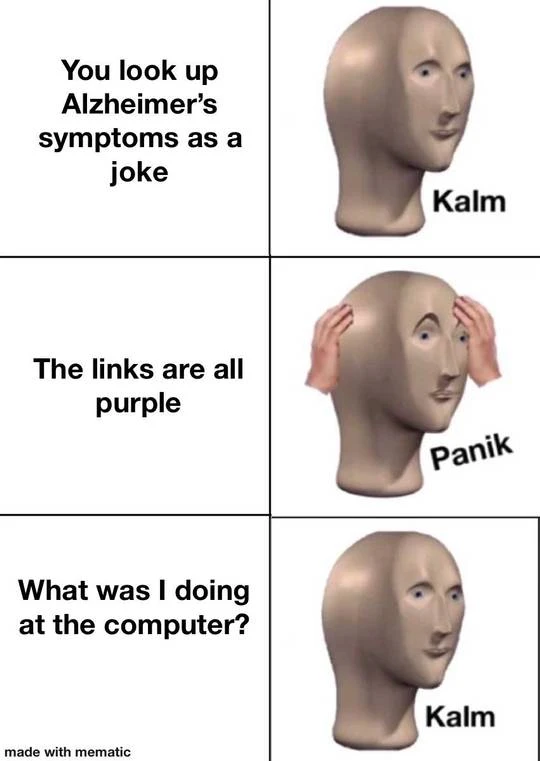 You look up
Alzheimer’s
symptoms as a
joke
Kalm
The links are all
purple
Panik
What was I doing
at the computer?
Kalm
made with mematic